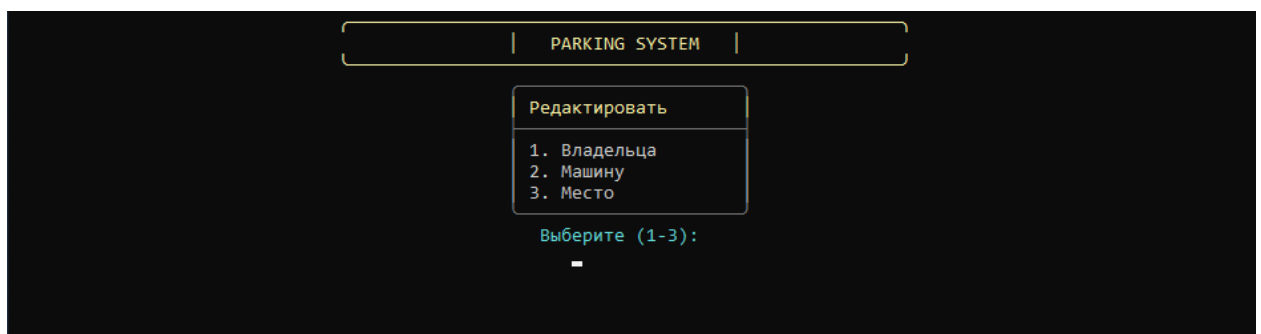 PARKING SYSTEM
Редактировать
1. Владельца
2. Машину
3. Место
Выберите (1-3):